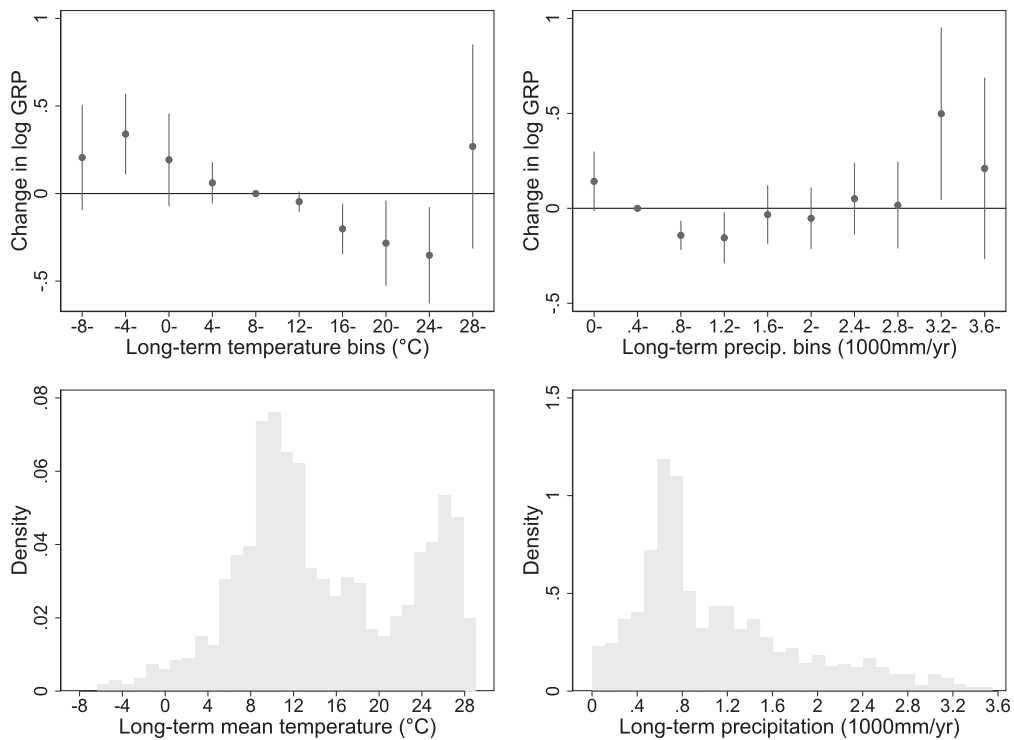 Change in log GRP
1
.5
0
-.5
-8- -4- 0- 4- 8- 12- 16- 20- 24- 28-
Long-term temperature bins (°C)
Change in log GRP
1
.5
0
-.5
0- .4- .8- 1.2- 1.6- 2- 2.4- 2.8- 3.2- 3.6-
Long-term precip. bins (1000mm/yr)
Density
.08
.06
.04
.02
0
-8 -4 0 4 8 12 16 20 24 28
Long-term mean temperature (°C)
Density
1.5
1
.5
0
0 .4 .8 1.2 1.6 2 2.4 2.8 3.2 3.6
Long-term precipitation (1000mm/yr)